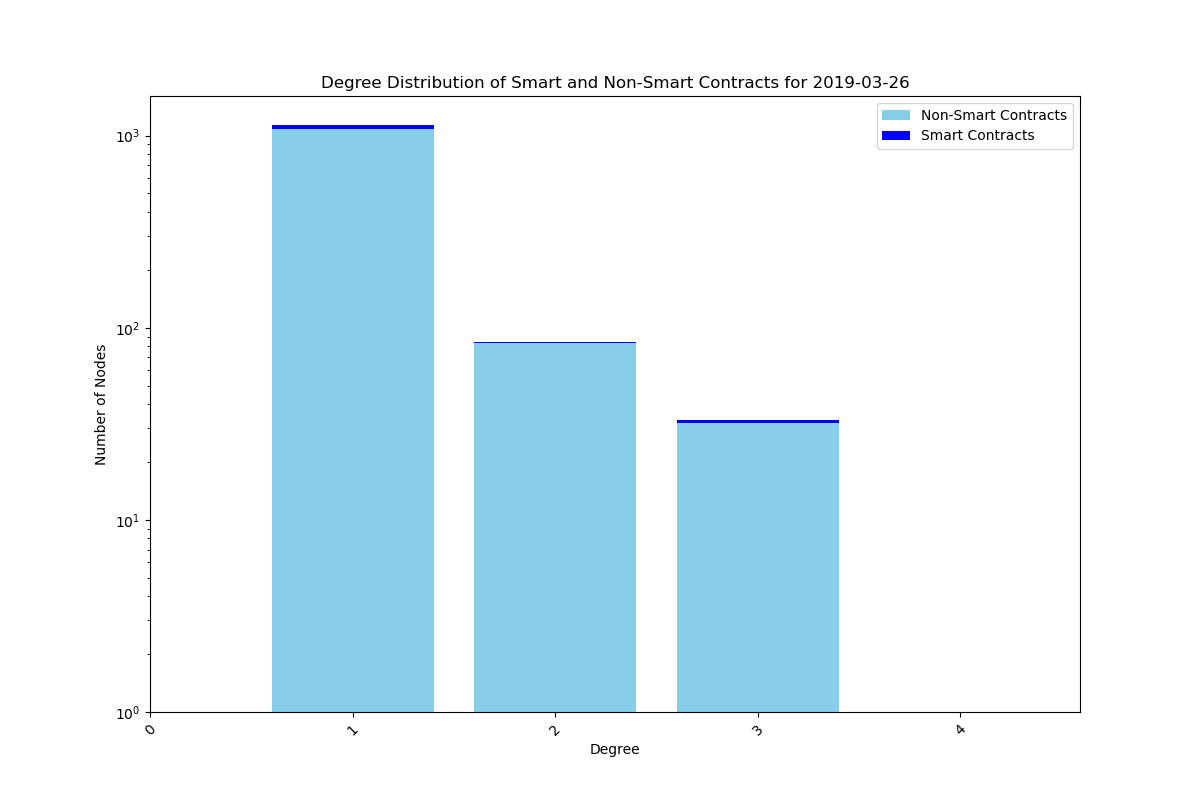 Degree Distribution of Smart and Non-Smart Contracts for 2019-03-26
Non-Smart Contracts
Smart Contracts
Number of Nodes
10³
10²
10¹
10⁰
0
1
2
3
4
Degree